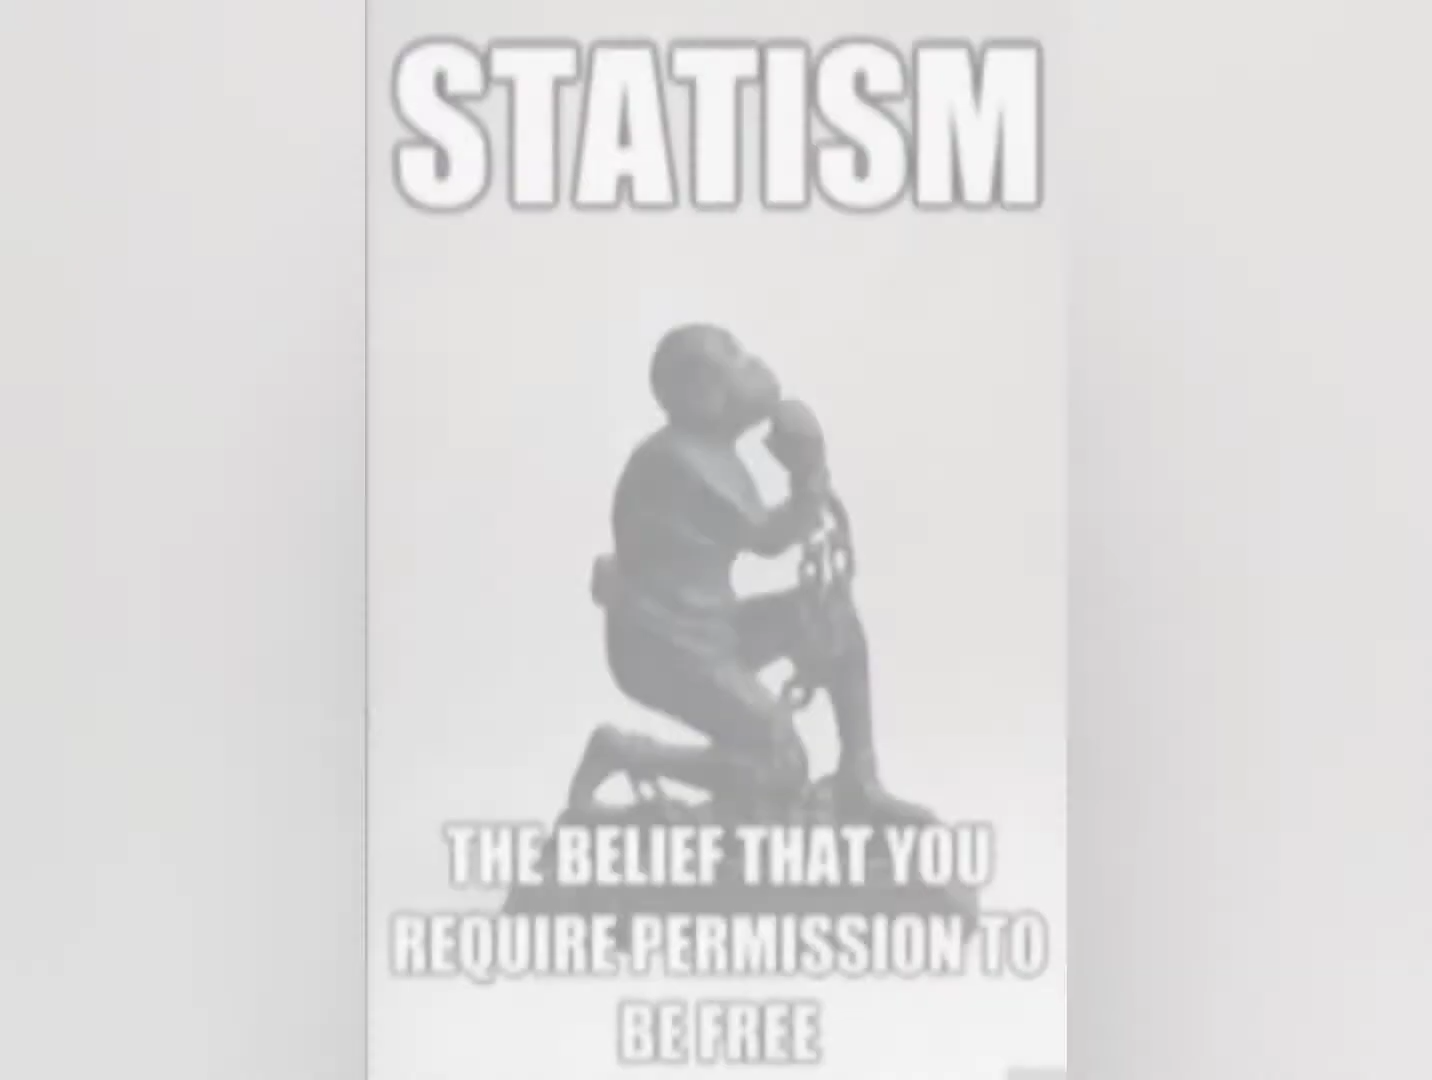 STATISM
THE BELIEF THAT YOU
REQUIRE PERMISSION TO
BE FREE